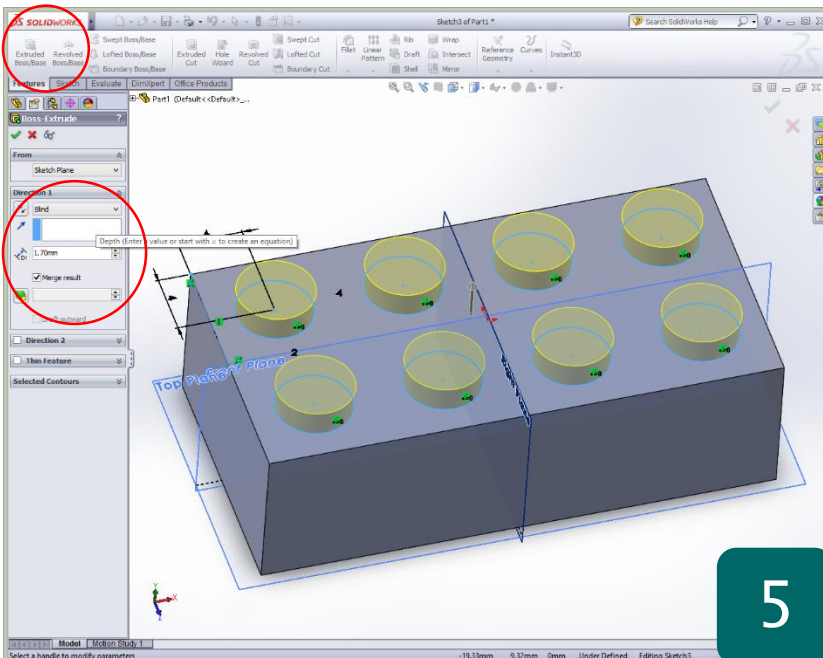 SOLIDWORKS
Sketch3 of Part1 *
Search SolidWorks Help
Extruded Boss/Base
Revolved Boss/Base
Swept Boss/Base
Lofted Boss/Base
Boundary Boss/Base
Extruded Cut
Hole Wizard
Revolved Cut
Swept Cut
Lofted Cut
Boundary Cut
Fillet
Linear Pattern
Rib
Draft
Shell
Wrap
Intersect
Mirror
Reference Geometry
Curves
Instant3D
Features
Sketch
Evaluate
DimXpert
Office Products
Part1 (Default<<Default>_...
Boss-Extrude
?
From
Sketch Plane
Direction 1
Blind
Depth (Enter a value or start with = to create an equation)
1.70mm
Merge result
Draft outward
Direction 2
Thin Feature
Selected Contours
4
2
Top Plane
Front Plane
5
Model
Motion Study 1
Select a handle to modify parameters
-19.33mm
9.32mm
0mm
Under Defined
Editing Sketch3